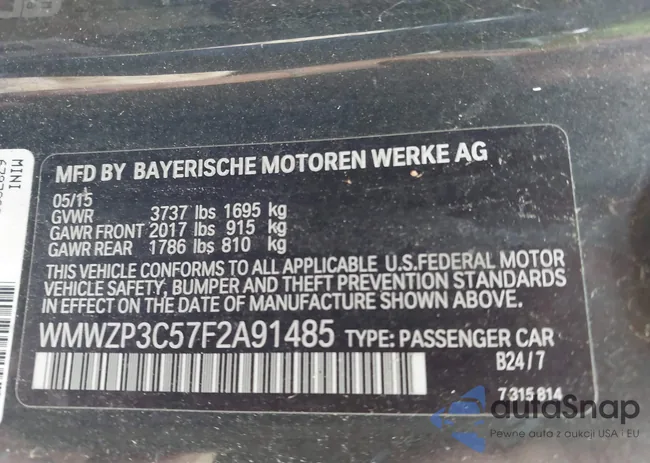 MFD BY BAYERISCHE MOTOREN WERKE AG
05/15
GVWR 3737 lbs 1695 kg
GAWR FRONT 2017 lbs 915 kg
GAWR REAR 1786 lbs 810 kg
THIS VEHICLE CONFORMS TO ALL APPLICABLE U.S.FEDERAL MOTOR
VEHICLE SAFETY, BUMPER AND THEFT PREVENTION STANDARDS
IN EFFECT ON THE DATE OF MANUFACTURE SHOWN ABOVE.
WMWZP3C57F2A91485 TYPE: PASSENGER CAR
B24/7
7 315 814
MINI
autaSnap
Pewne auta z aukcji USA · EU